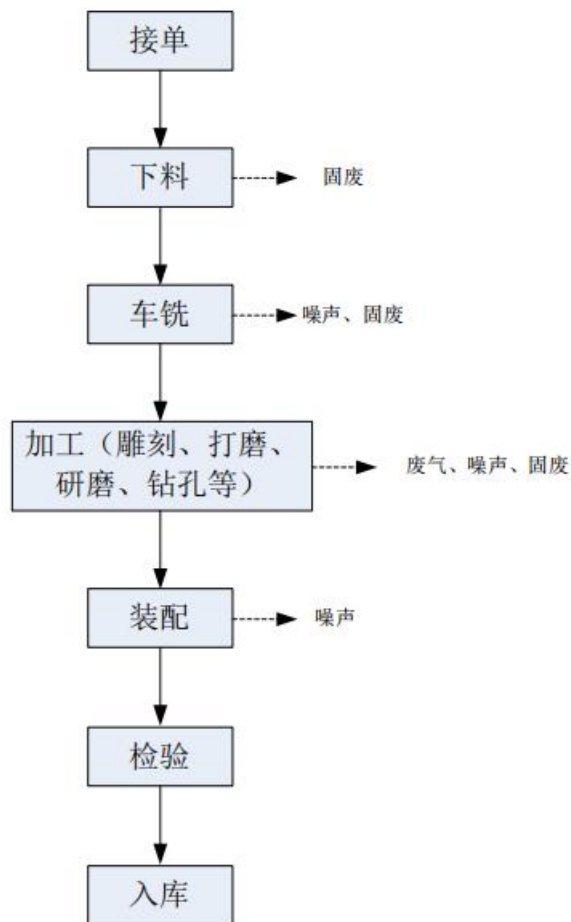 接单
下料
固废
车铣
噪声、固废
加工（雕刻、打磨、
研磨、钻孔等）
废气、噪声、固废
装配
噪声
检验
入库